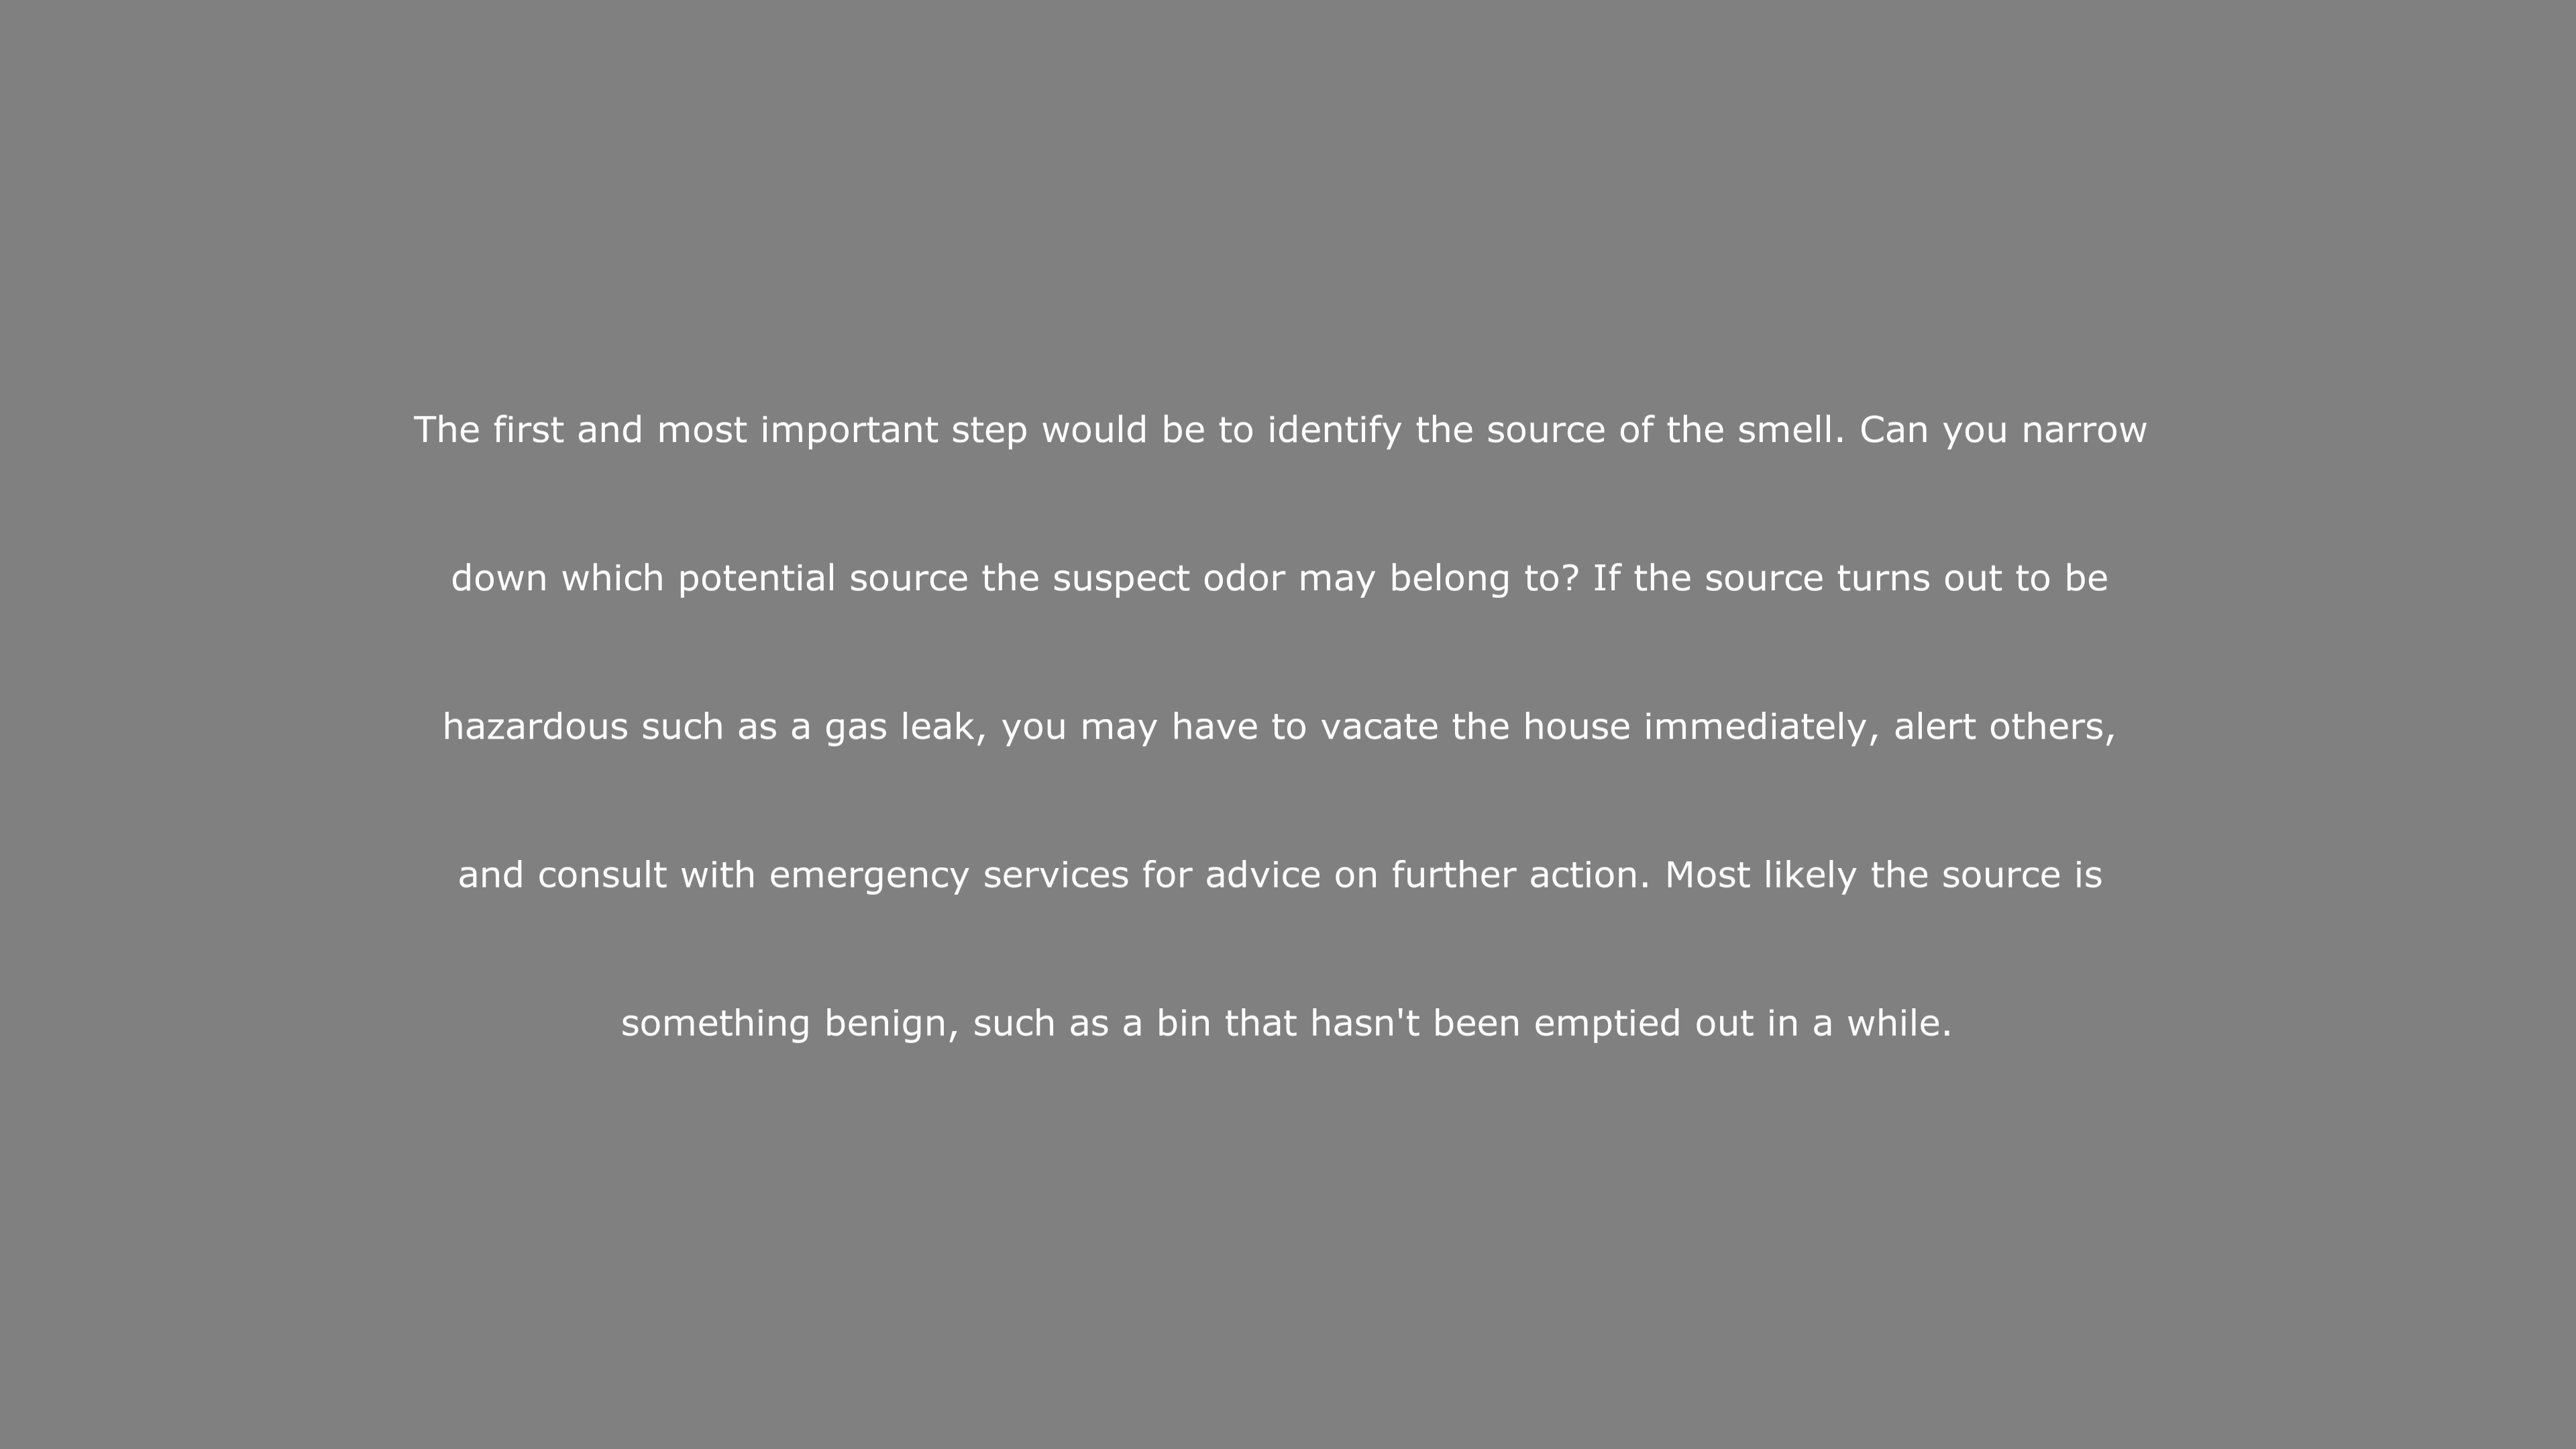 The first and most important step would be to identify the source of the smell. Can you narrow
down which potential source the suspect odor may belong to? If the source turns out to be
hazardous such as a gas leak, you may have to vacate the house immediately, alert others,
and consult with emergency services for advice on further action. Most likely the source is
something benign, such as a bin that hasn't been emptied out in a while.